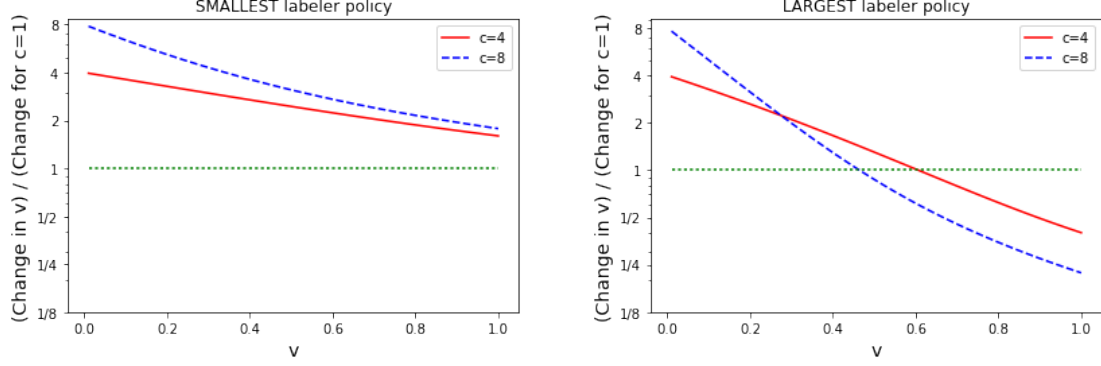 SMALLEST labeler policy
(Change in v) / (Change for c=1)
8
4
2
1
1/2
1/4
1/8
c=4
c=8
0.0 0.2 0.4 0.6 0.8 1.0
v
LARGEST labeler policy
(Change in v) / (Change for c=1)
8
4
2
1
1/2
1/4
1/8
c=4
c=8
0.0 0.2 0.4 0.6 0.8 1.0
v